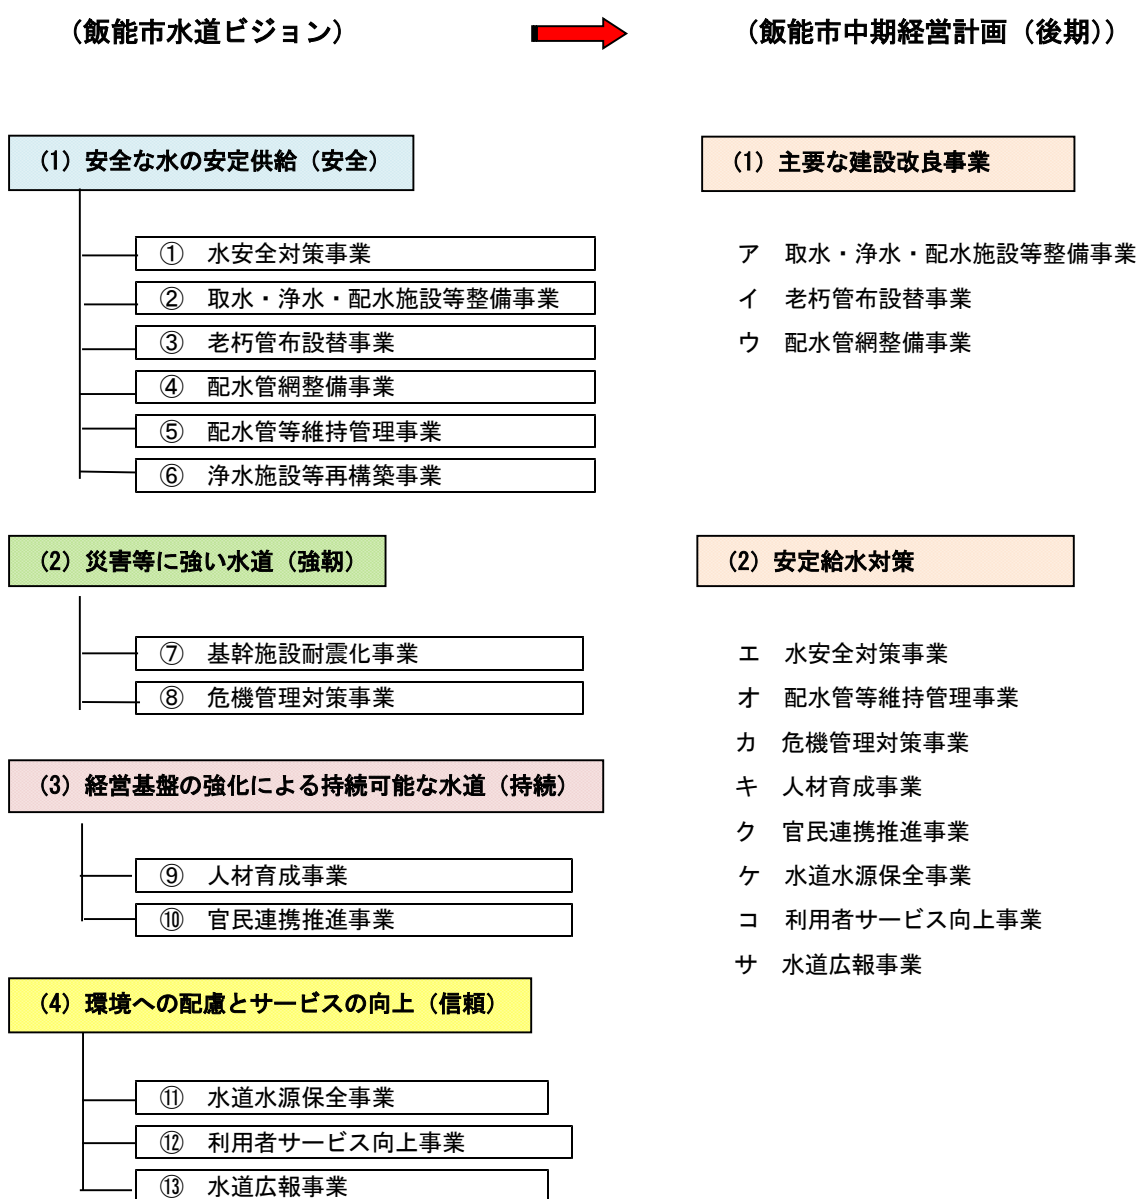 （飯能市水道ビジョン）
（飯能市中期経営計画（後期））
（1）安全な水の安定供給（安全）
① 水安全対策事業
② 取水・浄水・配水施設等整備事業
③ 老朽管布設替事業
④ 配水管網整備事業
⑤ 配水管等維持管理事業
⑥ 浄水施設等再構築事業
（2）災害等に強い水道（強靭）
⑦ 基幹施設耐震化事業
⑧ 危機管理対策事業
（3）経営基盤の強化による持続可能な水道（持続）
⑨ 人材育成事業
⑩ 官民連携推進事業
（4）環境への配慮とサービスの向上（信頼）
⑪ 水道水源保全事業
⑫ 利用者サービス向上事業
⑬ 水道広報事業
（1）主要な建設改良事業
ア 取水・浄水・配水施設等整備事業
イ 老朽管布設替事業
ウ 配水管網整備事業
（2）安定給水対策
エ 水安全対策事業
オ 配水管等維持管理事業
カ 危機管理対策事業
キ 人材育成事業
ク 官民連携推進事業
ケ 水道水源保全事業
コ 利用者サービス向上事業
サ 水道広報事業